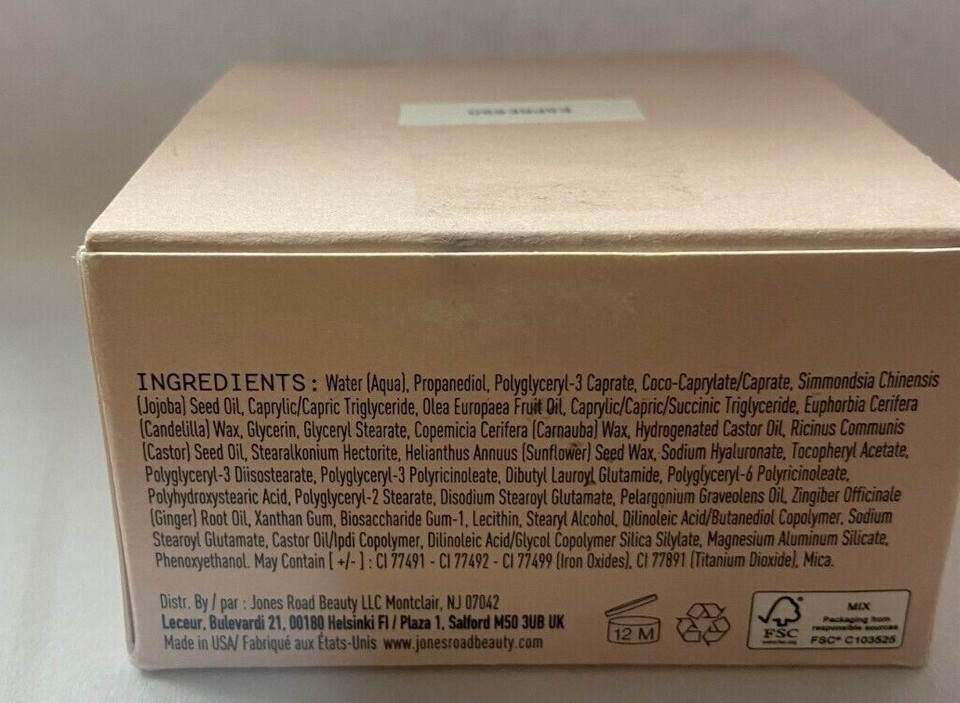 ESPRESSO
INGREDIENTS: Water (Aqua), Propanediol, Polyglyceryl-3 Caprate, Coco-Caprylate/Caprate, Simmondsia Chinensis
(Jojoba) Seed Oil, Caprylic/Capric Triglyceride, Olea Europaea Fruit Oil, Caprylic/Capric/Succinic Triglyceride, Euphorbia Cerifera
(Candelilla) Wax, Glycerin, Glyceryl Stearate, Copemicia Cerifera (Carnauba) Wax, Hydrogenated Castor Oil, Ricinus Communis
(Castor) Seed Oil, Stearalkonium Hectorite, Helianthus Annuus (Sunflower) Seed Wax, Sodium Hyaluronate, Tocopheryl Acetate,
Polyglyceryl-3 Diisostearate, Polyglyceryl-3 Polyricinoleate, Dibutyl Lauroyl Glutamide, Polyglyceryl-6 Polyricinoleate,
Polyhydroxystearic Acid, Polyglyceryl-2 Stearate, Disodium Stearoyl Glutamate, Pelargonium Graveolens Oil, Zingiber Officinale
(Ginger) Root Oil, Xanthan Gum, Biosaccharide Gum-1, Lecithin, Stearyl Alcohol, Dilinoleic Acid/Butanediol Copolymer, Sodium
Stearoyl Glutamate, Castor Oil/Ipdi Copolymer, Dilinoleic Acid/Glycol Copolymer Silica Silylate, Magnesium Aluminum Silicate,
Phenoxyethanol. May Contain [ +/- ] : CI 77491 - CI 77492 - CI 77499 (Iron Oxides), CI 77891 (Titanium Dioxide), Mica.
Distr. By / par : Jones Road Beauty LLC Montclair, NJ 07042
Leceur, Bulevardi 21, 00180 Helsinki FI / Plaza 1, Salford M50 3UB UK
Made in USA/ Fabriqué aux États-Unis www.jonesroadbeauty.com
12 M
FSC
www.fsc.org
MIX
Packaging from
responsible sources
FSC® C103525